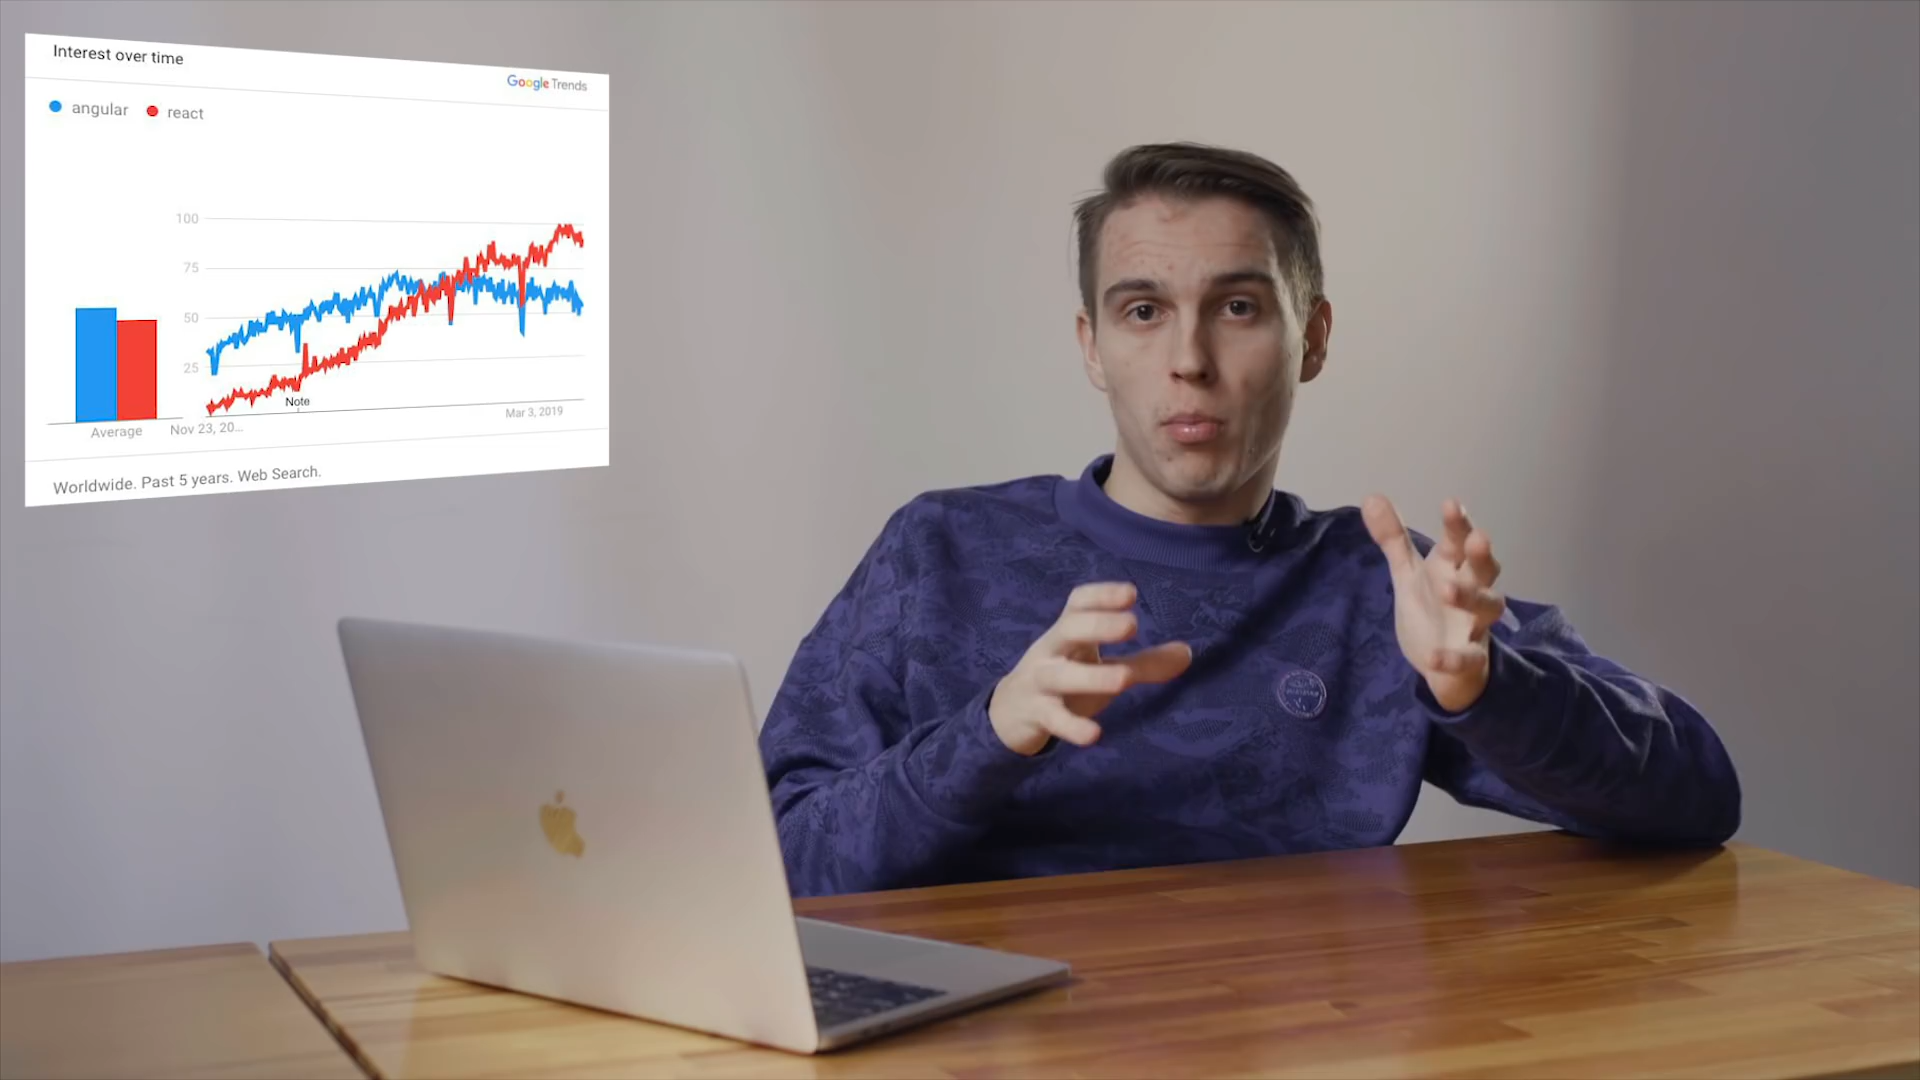 Interest over time
Google Trends
angular react
100
75
50
25
Note
Average
Nov 23, 20...
Mar 3, 2019
Worldwide. Past 5 years. Web Search.